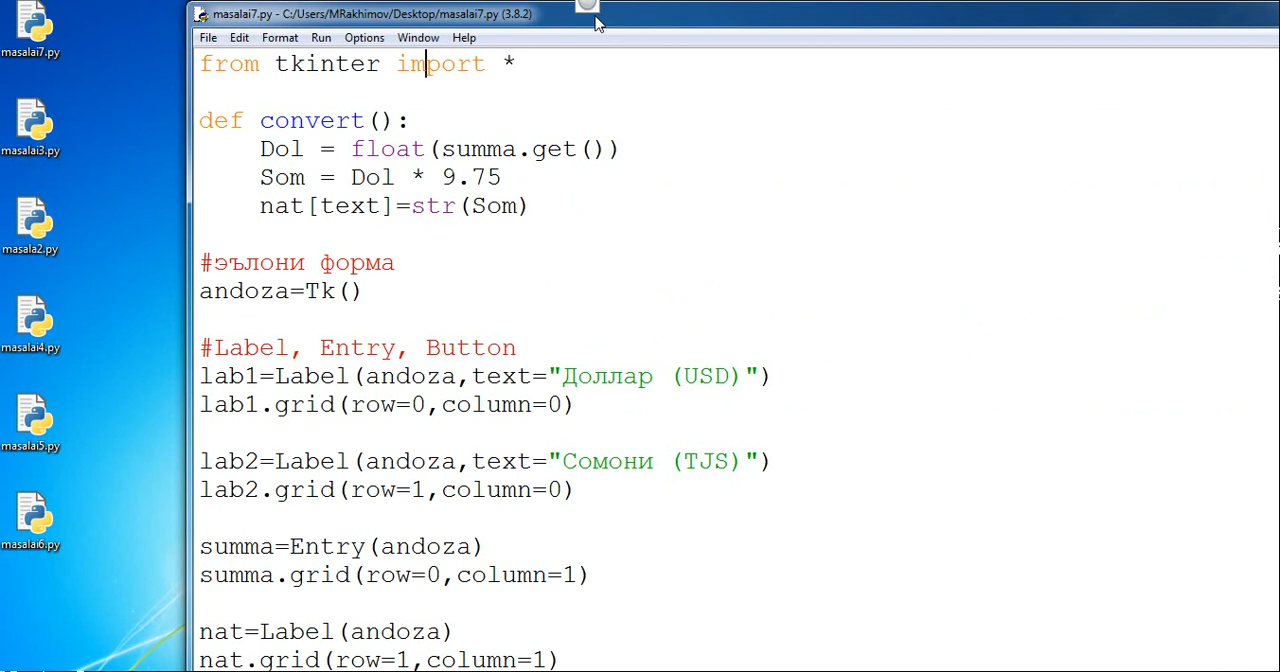 masalai7.py - C:/Users/MRakhimov/Desktop/masalai7.py (3.8.2)
File Edit Format Run Options Window Help
from tkinter import *
def convert():
    Dol = float(summa.get())
    Som = Dol * 9.75
    nat[text]=str(Som)
#эълони форма
andoza=Tk()
#Label, Entry, Button
lab1=Label(andoza,text="Доллар (USD)")
lab1.grid(row=0,column=0)
lab2=Label(andoza,text="Сомони (TJS)")
lab2.grid(row=1,column=0)
summa=Entry(andoza)
summa.grid(row=0,column=1)
nat=Label(andoza)
nat.grid(row=1,column=1)
masalai7.py
masalai3.py
masala2.py
masalai4.py
masalai5.py
masalai6.py